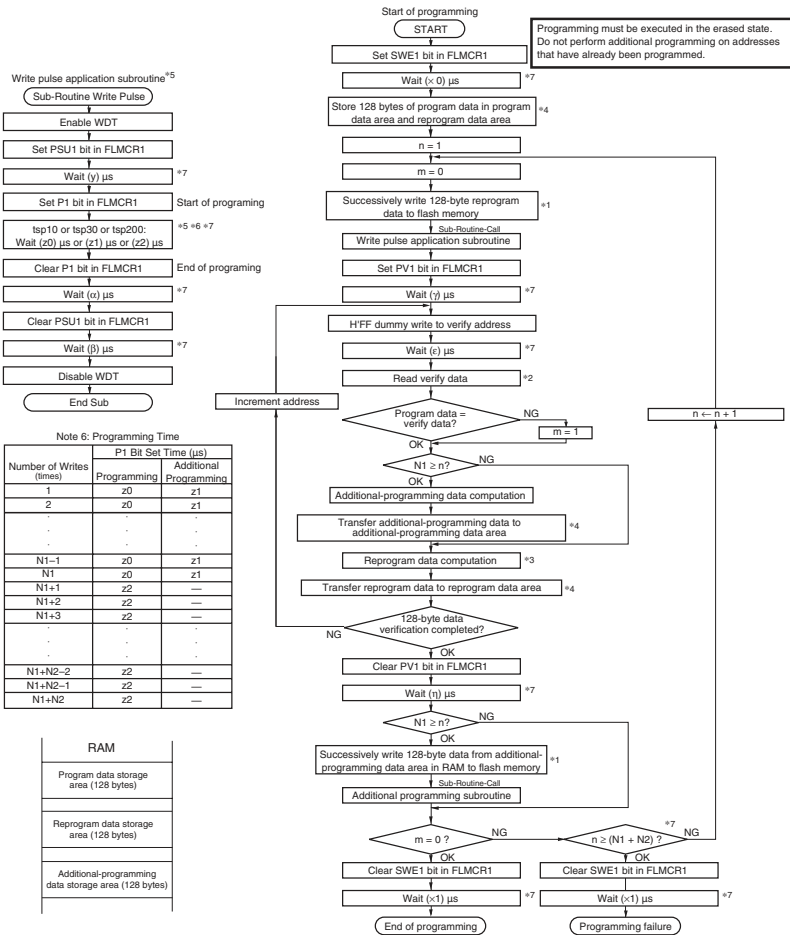 Start of programming
START
Programming must be executed in the erased state.
Do not perform additional programming on addresses
that have already been programmed.
Set SWE1 bit in FLMCR1
Wait (× 0) μs *7
Store 128 bytes of program data in program
data area and reprogram data area *4
n = 1
m = 0
Successively write 128-byte reprogram
data to flash memory *1
Sub-Routine-Call
Write pulse application subroutine
Set PV1 bit in FLMCR1
Wait (γ) μs *7
H'FF dummy write to verify address
Wait (ε) μs *7
Read verify data *2
Increment address
Program data =
verify data?
NG
m = 1
OK
N1 ≥ n?
NG
OK
Additional-programming data computation
Transfer additional-programming data to
additional-programming data area *4
Reprogram data computation *3
Transfer reprogram data to reprogram data area *4
128-byte data
verification completed?
NG
OK
Clear PV1 bit in FLMCR1
Wait (η) μs *7
N1 ≥ n?
NG
OK
Successively write 128-byte data from additional-
programming data area in RAM to flash memory *1
Sub-Routine-Call
Additional programming subroutine
m = 0 ?
NG
OK
Clear SWE1 bit in FLMCR1
Wait (×1) μs *7
End of programming
n ← n + 1
*7
n ≥ (N1 + N2) ?
NG
OK
Clear SWE1 bit in FLMCR1
Wait (×1) μs *7
Programming failure
Write pulse application subroutine*5
Sub-Routine Write Pulse
Enable WDT
Set PSU1 bit in FLMCR1
Wait (y) μs *7
Set P1 bit in FLMCR1 Start of programing
tsp10 or tsp30 or tsp200:
Wait (z0) μs or (z1) μs or (z2) μs *5 *6 *7
Clear P1 bit in FLMCR1 End of programing
Wait (α) μs *7
Clear PSU1 bit in FLMCR1
Wait (β) μs *7
Disable WDT
End Sub
Note 6: Programming Time
Number of Writes
(times)
P1 Bit Set Time (μs)
Programming
Additional
Programming
1 z0 z1
2 z0 z1
. . .
. . .
. . .
N1–1 z0 z1
N1 z0 z1
N1+1 z2 —
N1+2 z2 —
N1+3 z2 —
. . .
. . .
. . .
N1+N2–2 z2 —
N1+N2–1 z2 —
N1+N2 z2 —
RAM
Program data storage
area (128 bytes)
Reprogram data storage
area (128 bytes)
Additional-programming
data storage area (128 bytes)